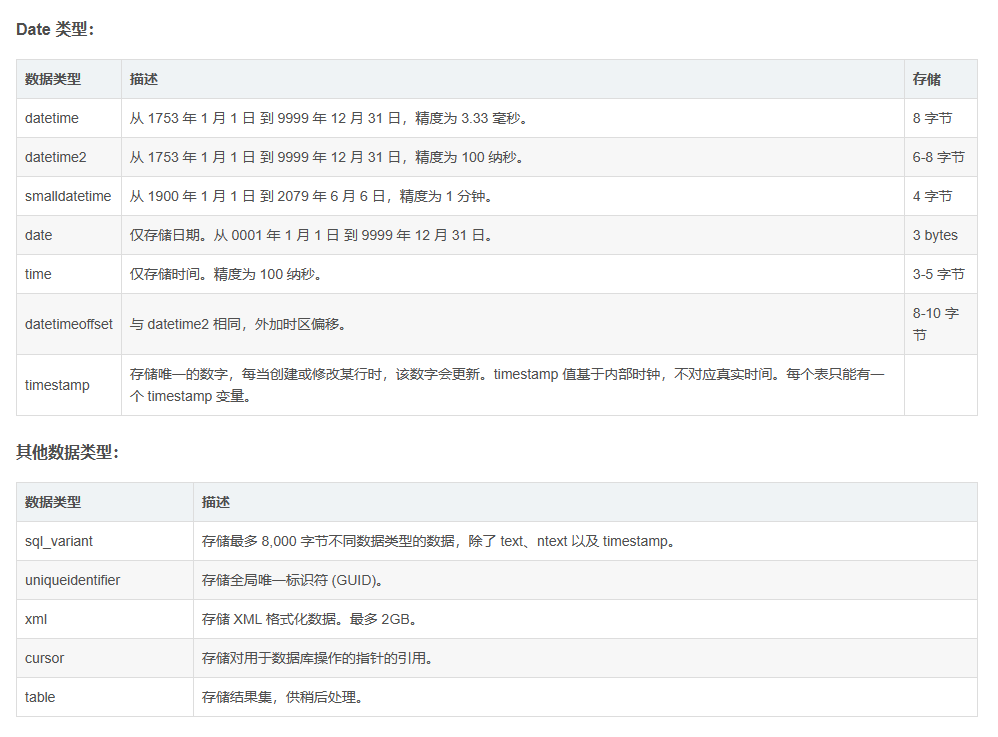 Date 类型：
数据类型 描述 存储
datetime 从 1753 年 1 月 1 日 到 9999 年 12 月 31 日，精度为 3.33 毫秒。 8 字节
datetime2 从 1753 年 1 月 1 日 到 9999 年 12 月 31 日，精度为 100 纳秒。 6-8 字节
smalldatetime 从 1900 年 1 月 1 日 到 2079 年 6 月 6 日，精度为 1 分钟。 4 字节
date 仅存储日期。从 0001 年 1 月 1 日 到 9999 年 12 月 31 日。 3 bytes
time 仅存储时间。精度为 100 纳秒。 3-5 字节
datetimeoffset 与 datetime2 相同，外加时区偏移。 8-10 字
节
timestamp 存储唯一的数字，每当创建或修改某行时，该数字会更新。timestamp 值基于内部时钟，不对应真实时间。每个表只能有一
个 timestamp 变量。
其他数据类型：
数据类型 描述
sql_variant 存储最多 8,000 字节不同数据类型的数据，除了 text、ntext 以及 timestamp。
uniqueidentifier 存储全局唯一标识符 (GUID)。
xml 存储 XML 格式化数据。最多 2GB。
cursor 存储对用于数据库操作的指针的引用。
table 存储结果集，供稍后处理。